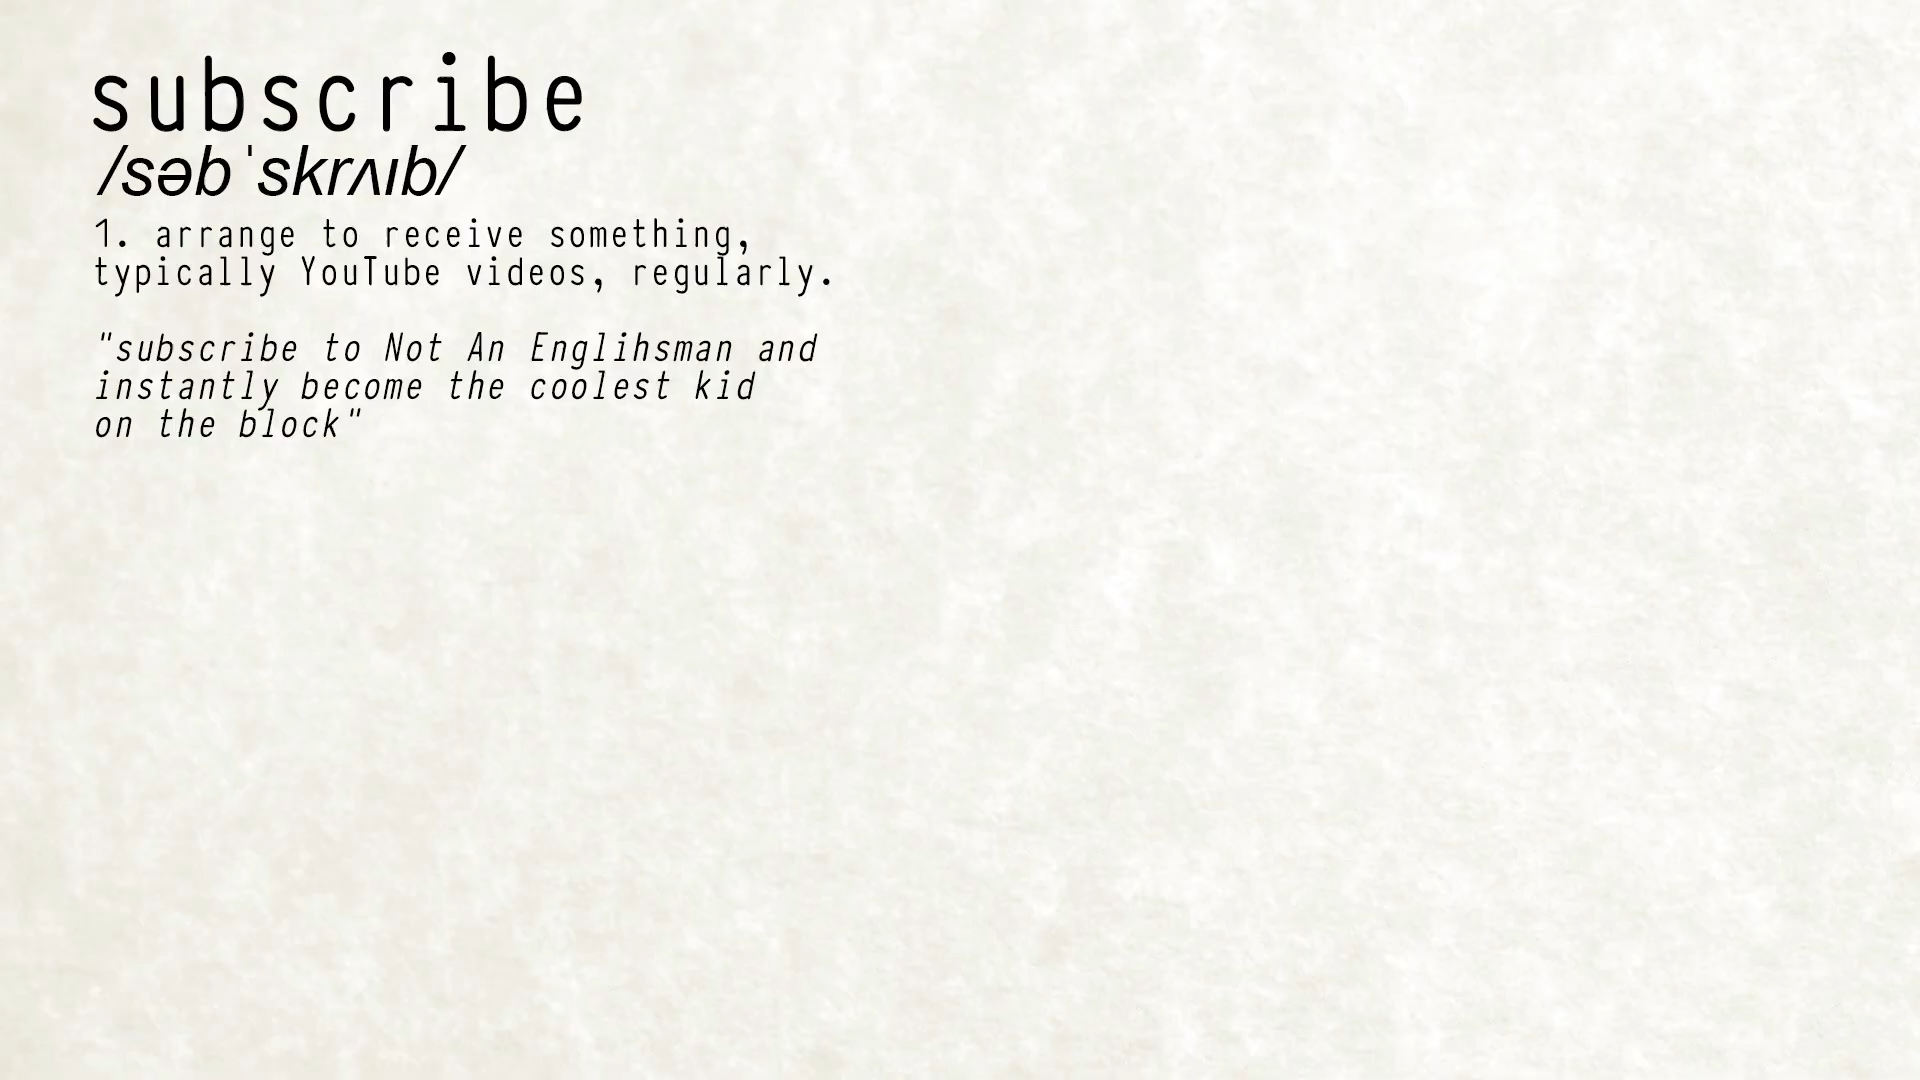 subscribe
/səbˈskrʌɪb/
1. arrange to receive something,
typically YouTube videos, regularly.
"subscribe to Not An Englihsman and
instantly become the coolest kid
on the block"